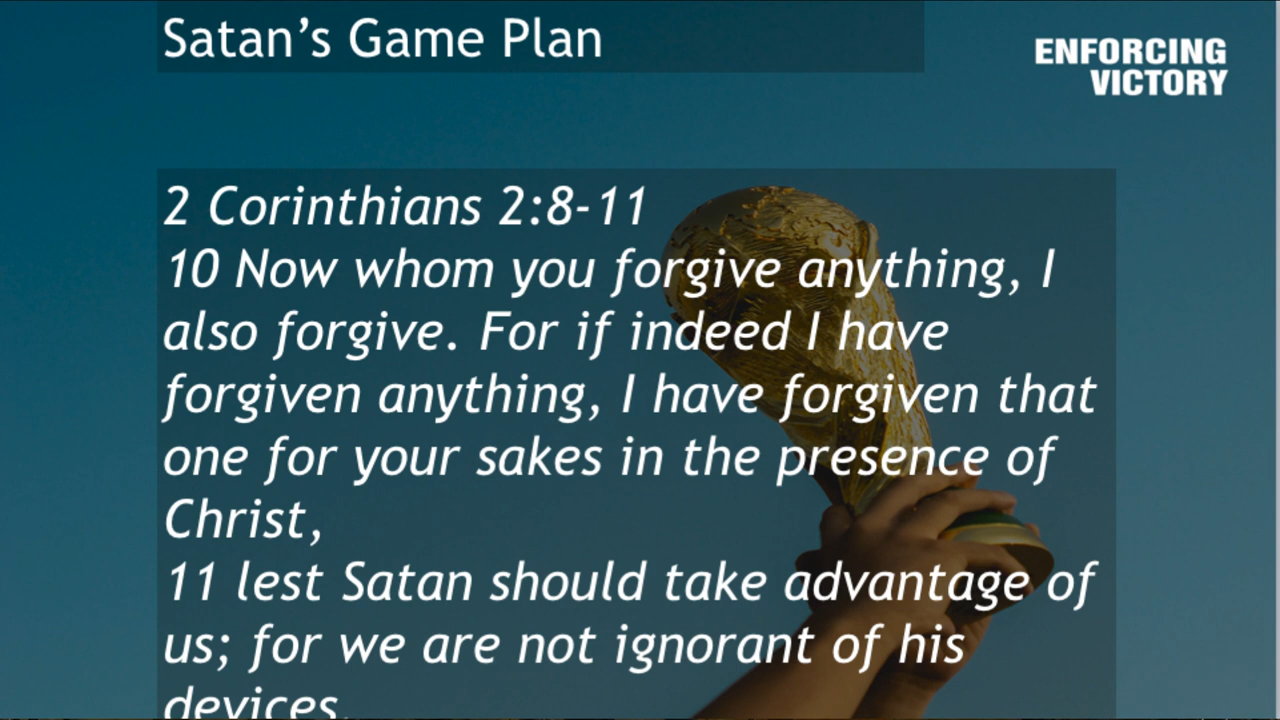 Satan’s Game Plan
ENFORCING
VICTORY
2 Corinthians 2:8-11
10 Now whom you forgive anything, I
also forgive. For if indeed I have
forgiven anything, I have forgiven that
one for your sakes in the presence of
Christ,
11 lest Satan should take advantage of
us; for we are not ignorant of his
devices.